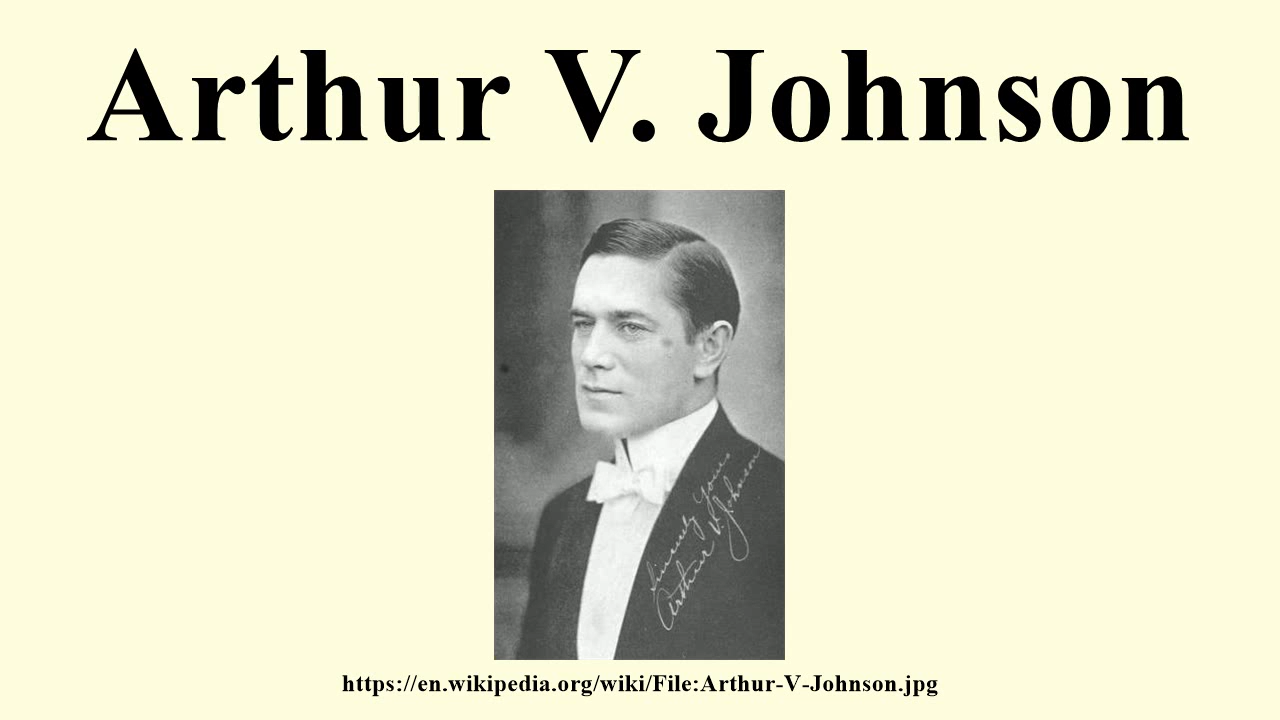 Arthur V. Johnson
Sincerely Yours
Arthur V. Johnson
https://en.wikipedia.org/wiki/File:Arthur-V-Johnson.jpg